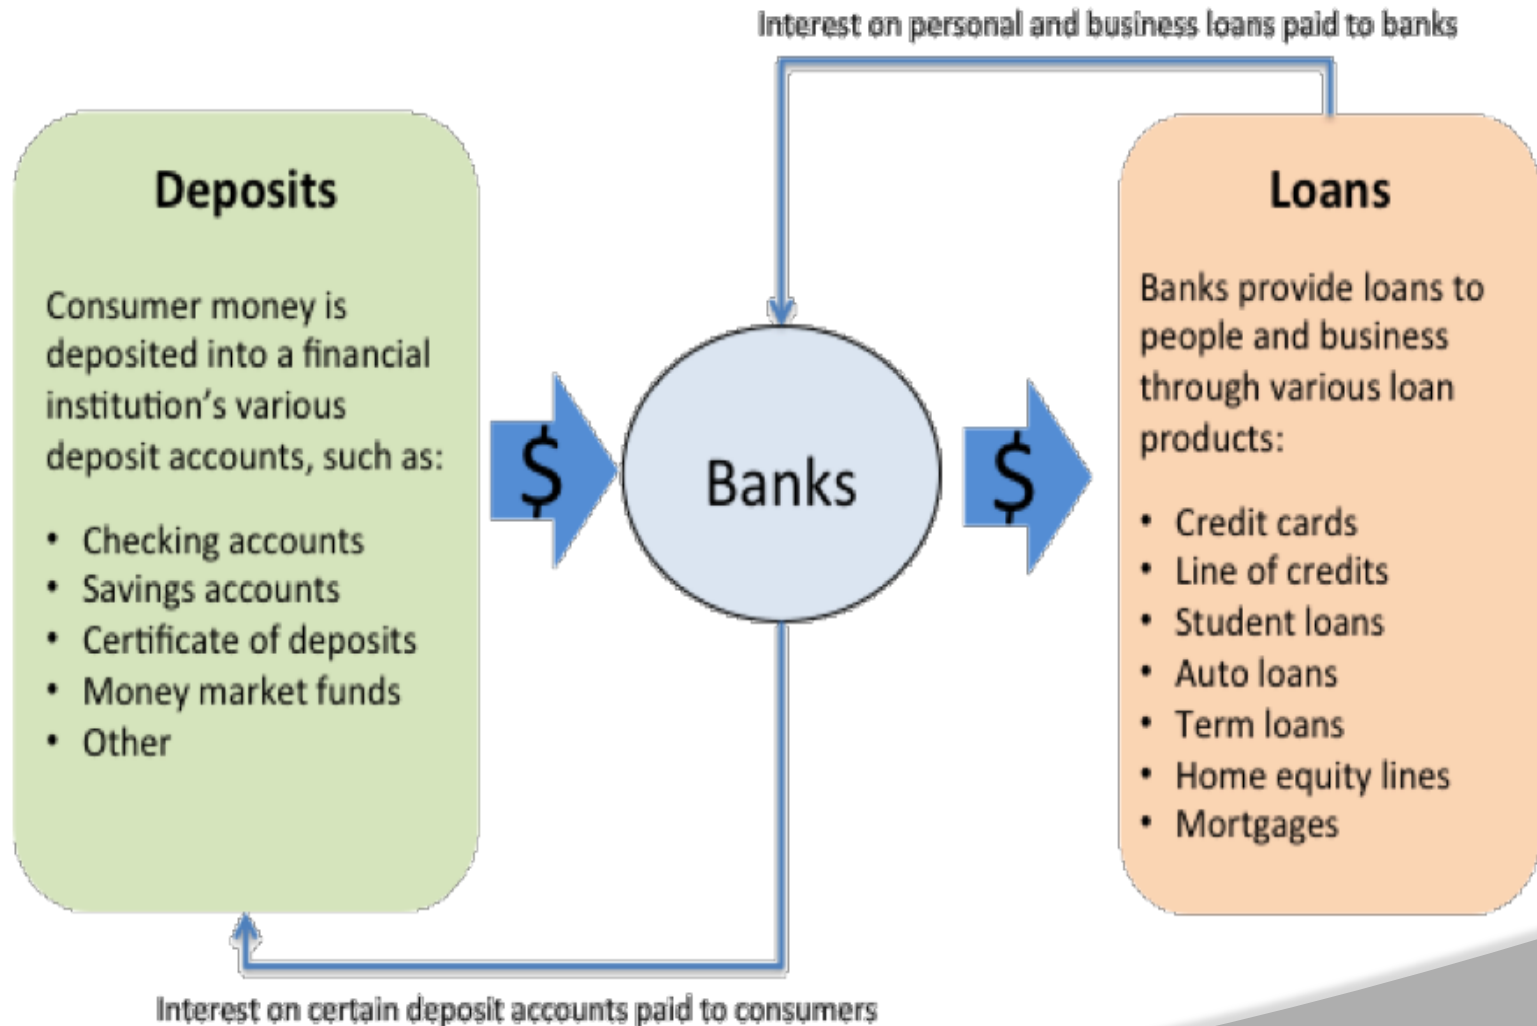 Interest on personal and business loans paid to banks
Deposits
Consumer money is
deposited into a financial
institution's various
deposit accounts, such as:
• Checking accounts
• Savings accounts
• Certificate of deposits
• Money market funds
• Other
$
Banks
$
Loans
Banks provide loans to
people and business
through various loan
products:
• Credit cards
• Line of credits
• Student loans
• Auto loans
• Term loans
• Home equity lines
• Mortgages
Interest on certain deposit accounts paid to consumers